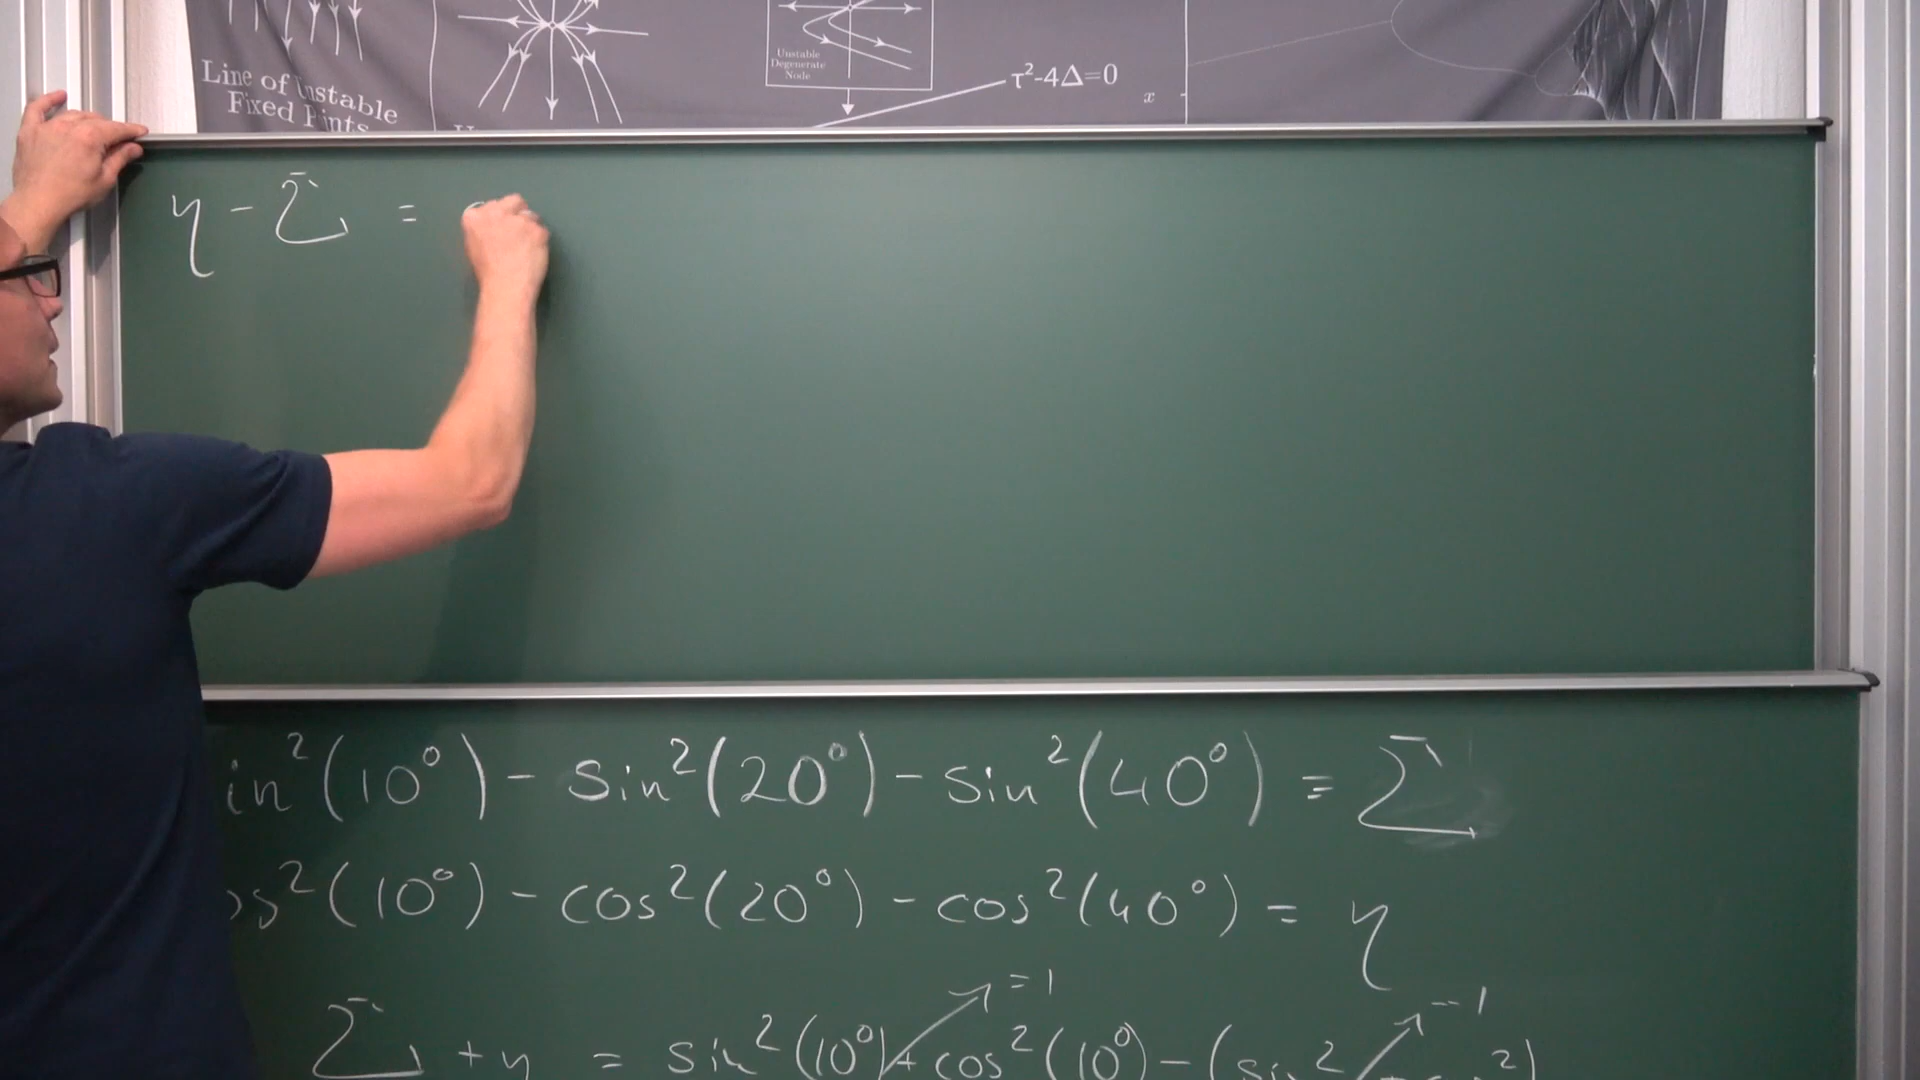 Line of Unstable
Fixed Points
Unstable
Degenerate
Node
τ²-4Δ=0
x
η - Σ =
in²(10°) - sin²(20°) - sin²(40°) = Σ
os²(10°) - cos²(20°) - cos²(40°) = η
=1
-1
Σ + η = sin²(10°) + cos²(10°) - (sin²